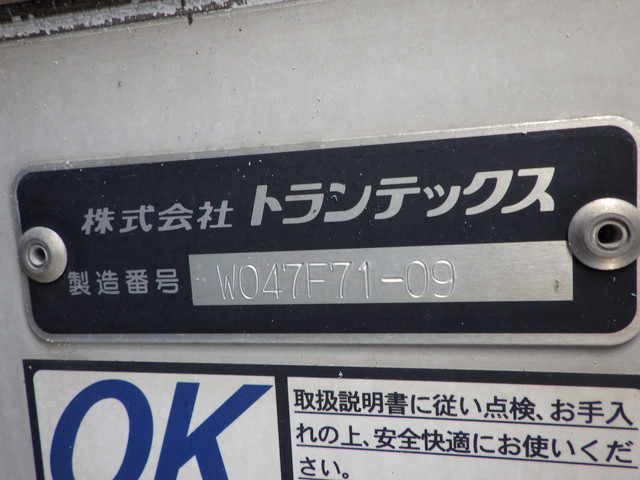 株式会社 トランテックス
製造番号 W047F71-09
OK
取扱説明書に従い点検、お手入
れの上、安全快適にお使いくだ
さい。